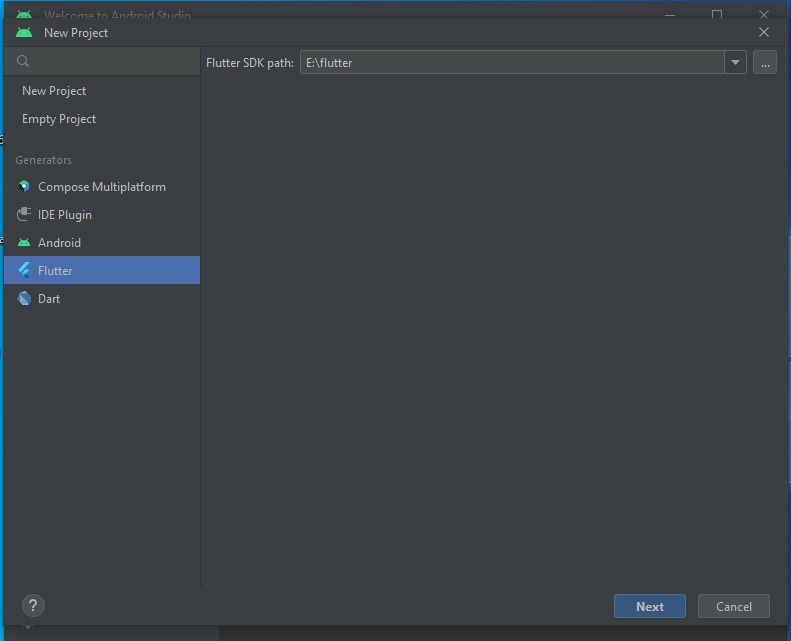 Welcome to Android Studio
New Project
Flutter SDK path: E:\flutter ...
New Project
Empty Project
Generators
Compose Multiplatform
IDE Plugin
Android
Flutter
Dart
? Next Cancel